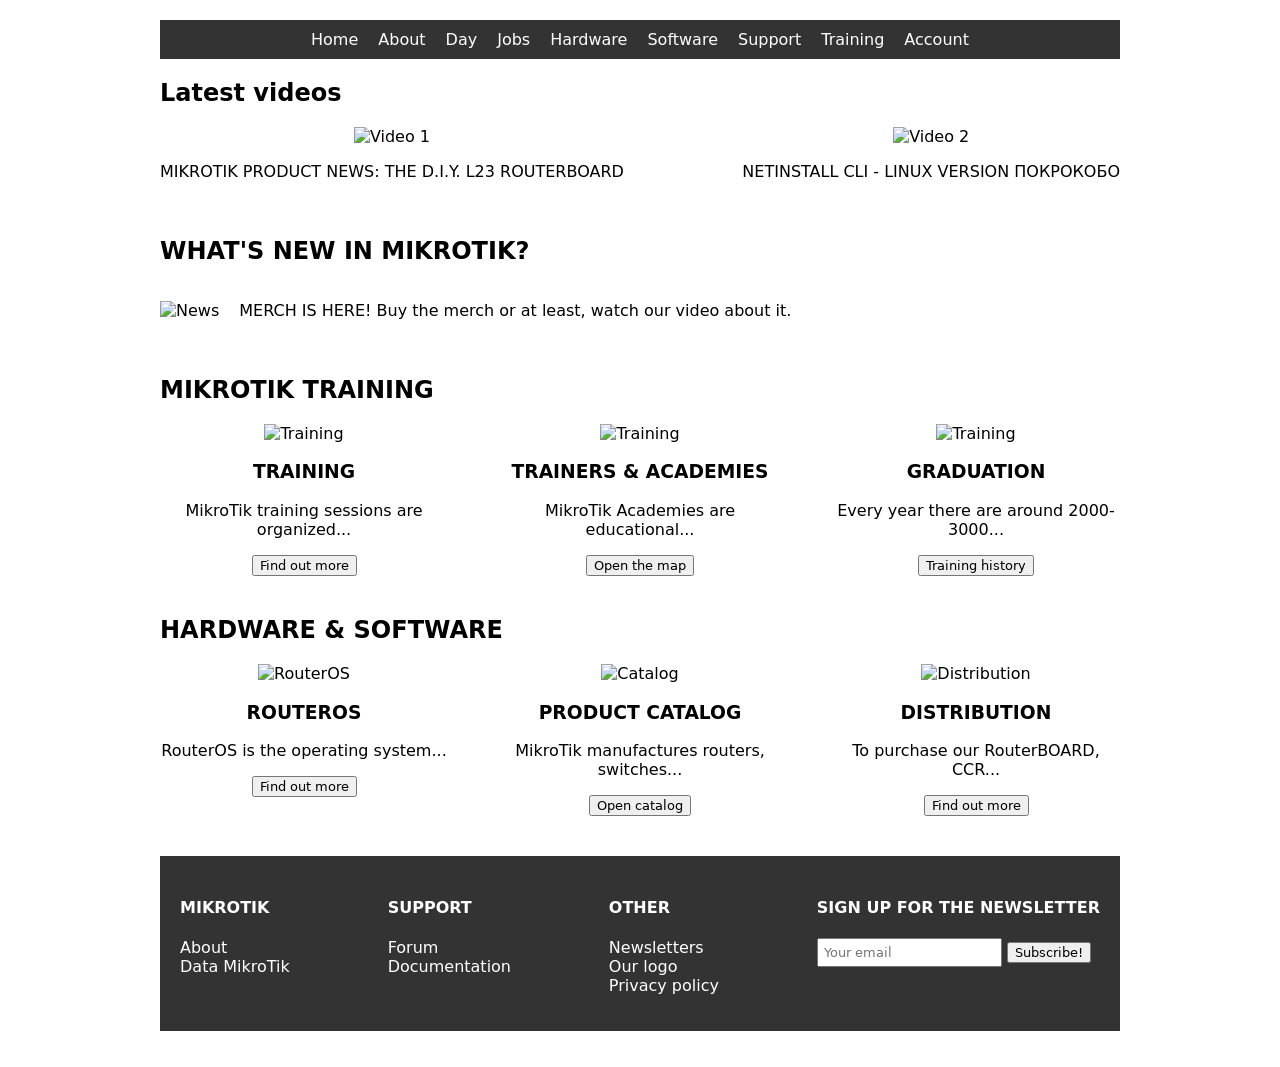 Home About Day Jobs Hardware Software Support Training Account
Latest videos
Video 1
MIKROTIK PRODUCT NEWS: THE D.I.Y. L23 ROUTERBOARD
Video 2
NETINSTALL CLI - LINUX VERSION ПОКРОКОБО
WHAT'S NEW IN MIKROTIK?
News
MERCH IS HERE! Buy the merch or at least, watch our video about it.
MIKROTIK TRAINING
Training
TRAINING
MikroTik training sessions are
organized...
Find out more
Training
TRAINERS & ACADEMIES
MikroTik Academies are
educational...
Open the map
Training
GRADUATION
Every year there are around 2000-
3000...
Training history
HARDWARE & SOFTWARE
RouterOS
ROUTEROS
RouterOS is the operating system...
Find out more
Catalog
PRODUCT CATALOG
MikroTik manufactures routers,
switches...
Open catalog
Distribution
DISTRIBUTION
To purchase our RouterBOARD,
CCR...
Find out more
MIKROTIK
About
Data MikroTik
SUPPORT
Forum
Documentation
OTHER
Newsletters
Our logo
Privacy policy
SIGN UP FOR THE NEWSLETTER
Your email
Subscribe!